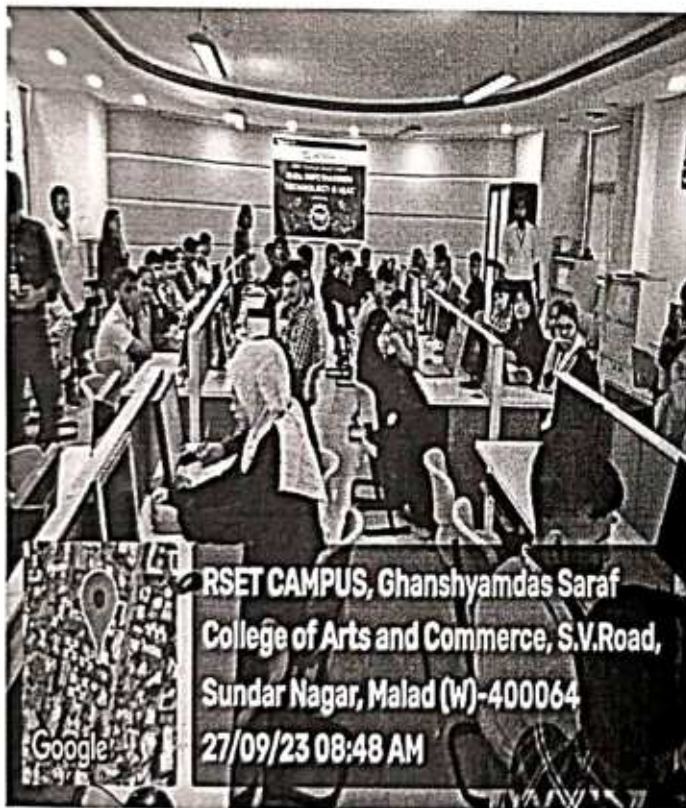 TECHNOLOGY
RSET CAMPUS, Ghanshyamdas Saraf
College of Arts and Commerce, S.V.Road,
Sundar Nagar, Malad (W)-400064
27/09/23 08:48 AM
Google